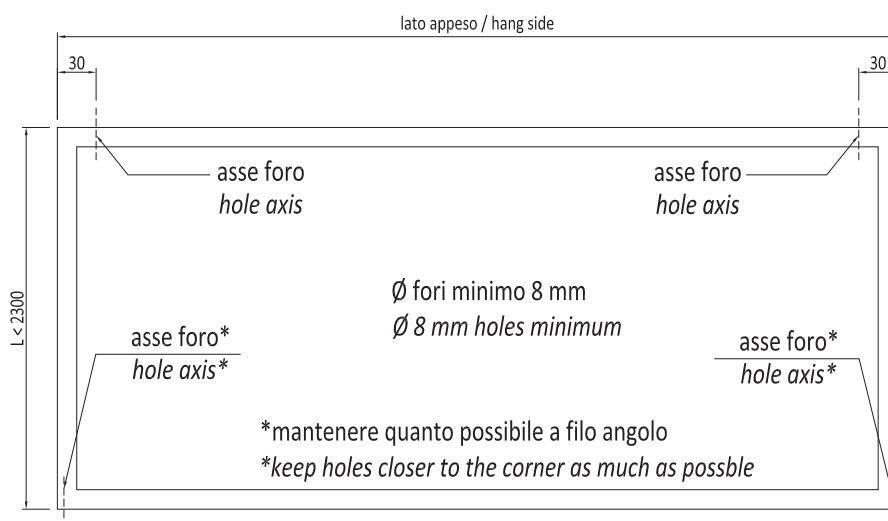 lato appeso / hang side
30
30
asse foro
hole axis
asse foro
hole axis
Ø fori minimo 8 mm
Ø 8 mm holes minimum
L < 2300
asse foro*
hole axis*
asse foro*
hole axis*
*mantenere quanto possibile a filo angolo
*keep holes closer to the corner as much as possble